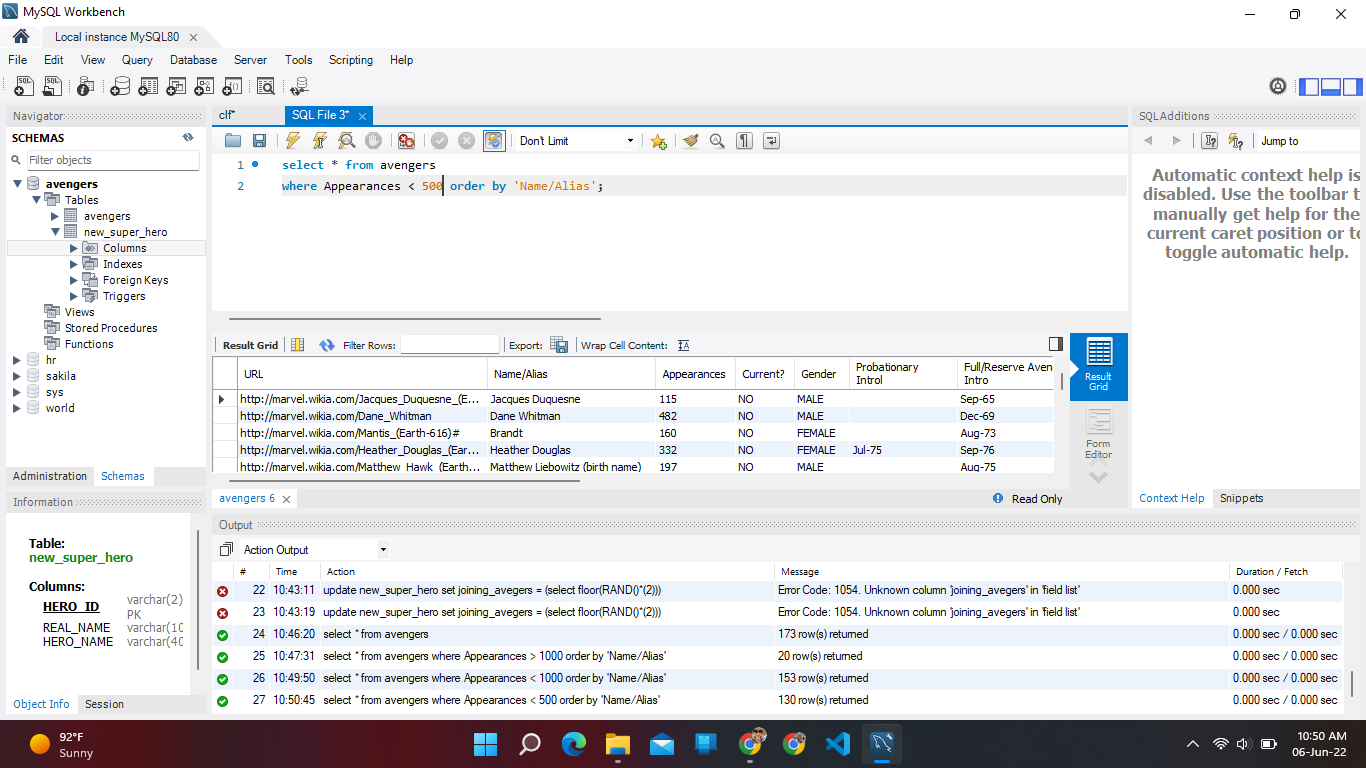 MySQL Workbench
Local instance MySQL80
File Edit View Query Database Server Tools Scripting Help
Navigator
SCHEMAS
Filter objects
avengers
Tables
avengers
new_super_hero
Columns
Indexes
Foreign Keys
Triggers
Views
Stored Procedures
Functions
hr
sakila
sys
world
Administration Schemas
Information
Table:
new_super_hero
Columns:
HERO_ID varchar(2)
PK
REAL_NAME varchar(10
HERO_NAME varchar(40
Object Info Session
clf* SQL File 3*
Don't Limit
1 select * from avengers
2 where Appearances < 500 order by 'Name/Alias';
Result Grid Filter Rows: Export: Wrap Cell Content:
URL Name/Alias Appearances Current? Gender Probationary Introl Full/Reserve Aven Intro
http://marvel.wikia.com/Jacques_Duquesne_(E... Jacques Duquesne 115 NO MALE Sep-65
http://marvel.wikia.com/Dane_Whitman Dane Whitman 482 NO MALE Dec-69
http://marvel.wikia.com/Mantis_(Earth-616)# Brandt 160 NO FEMALE Aug-73
http://marvel.wikia.com/Heather_Douglas_(Ear... Heather Douglas 332 NO FEMALE Jul-75 Sep-76
http://marvel.wikia.com/Matthew_Hawk_(Earth... Matthew Liebowitz (birth name) 197 NO MALE Aug-75
Result Grid
Form Editor
avengers 6 Read Only
SQLAdditions
Jump to
Automatic context help is
disabled. Use the toolbar t
manually get help for the
current caret position or to
toggle automatic help.
Context Help Snippets
Output
Action Output
# Time Action Message Duration / Fetch
22 10:43:11 update new_super_hero set joining_avegers = (select floor(RAND()*(2))) Error Code: 1054. Unknown column 'joining_avegers' in 'field list' 0.000 sec
23 10:43:19 update new_super_hero set joining_avegers = (select floor(RAND()*(2))) Error Code: 1054. Unknown column 'joining_avegers' in 'field list' 0.000 sec
24 10:46:20 select * from avengers 173 row(s) returned 0.000 sec / 0.000 sec
25 10:47:31 select * from avengers where Appearances > 1000 order by 'Name/Alias' 20 row(s) returned 0.000 sec / 0.000 sec
26 10:49:50 select * from avengers where Appearances < 1000 order by 'Name/Alias' 153 row(s) returned 0.000 sec / 0.000 sec
27 10:50:45 select * from avengers where Appearances < 500 order by 'Name/Alias' 130 row(s) returned 0.000 sec / 0.000 sec
92°F
Sunny
10:50 AM
06-Jun-22